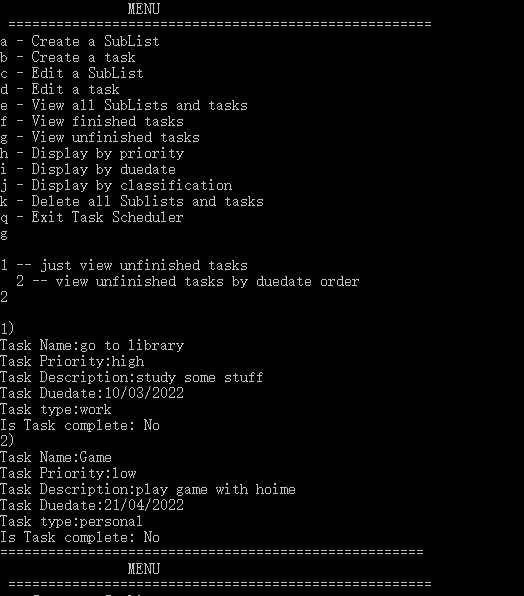 MENU
=====================================================
a - Create a SubList
b - Create a task
c - Edit a SubList
d - Edit a task
e - View all SubLists and tasks
f - View finished tasks
g - View unfinished tasks
h - Display by priority
i - Display by duedate
j - Display by classification
k - Delete all Sublists and tasks
q - Exit Task Scheduler
g
1 -- just view unfinished tasks
2 -- view unfinished tasks by duedate order
2
1)
Task Name:go to library
Task Priority:high
Task Description:study some stuff
Task Duedate:10/03/2022
Task type:work
Is Task complete: No
2)
Task Name:Game
Task Priority:low
Task Description:play game with hoime
Task Duedate:21/04/2022
Task type:personal
Is Task complete: No
=====================================================
MENU
=====================================================